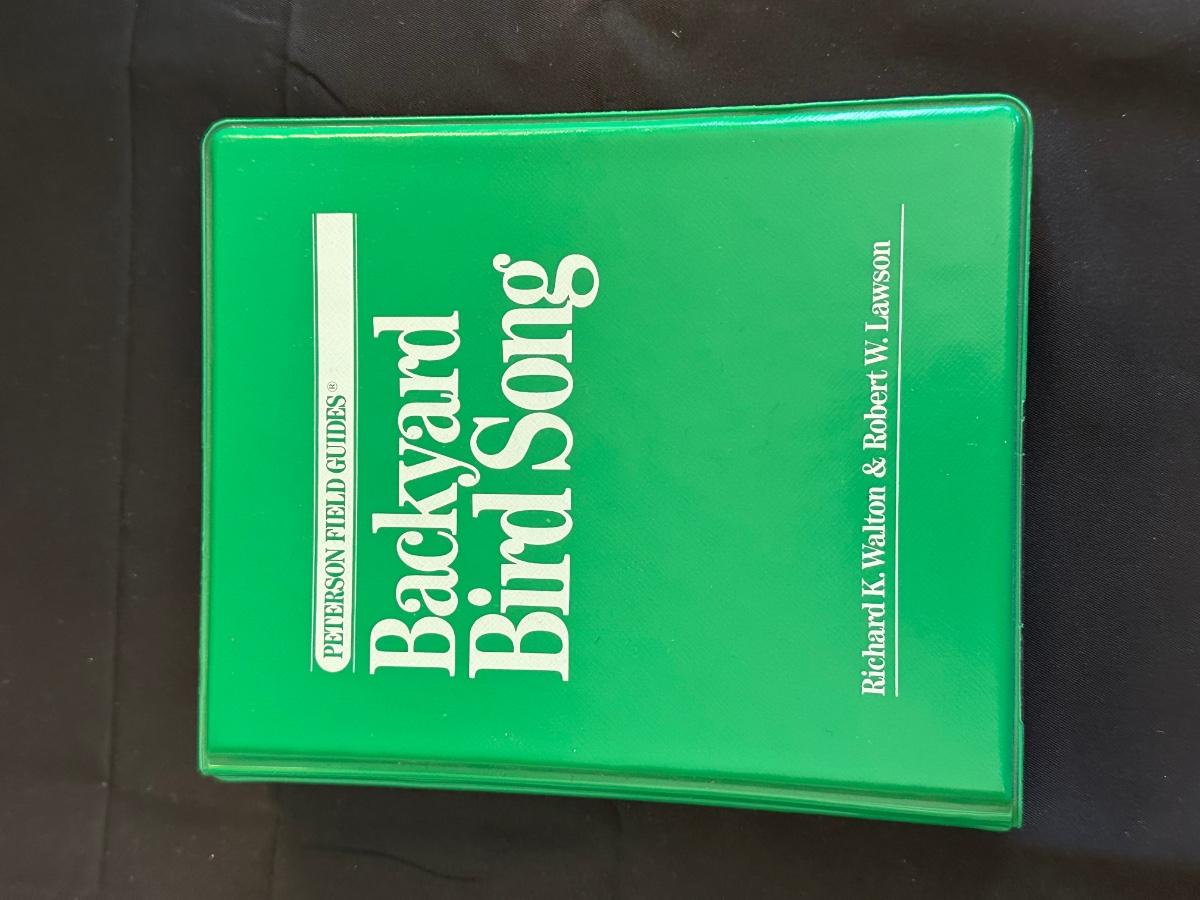 PETERSON FIELD GUIDES®
Backyard
Bird Song
Richard K. Walton & Robert W. Lawson